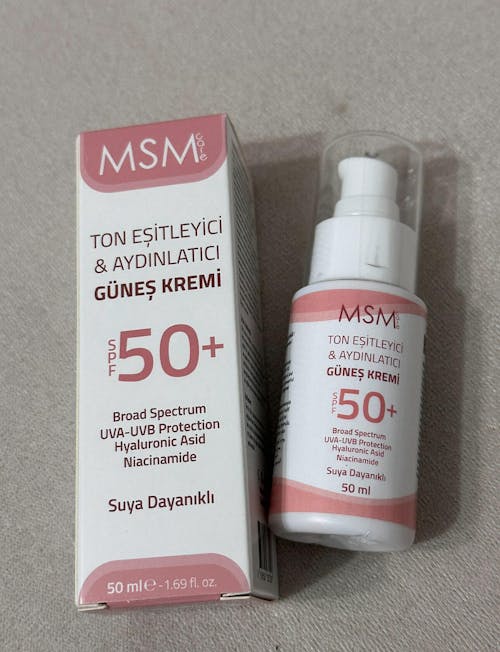 MSM care
TON EŞİTLEYİCİ
& AYDINLATICI
GÜNEŞ KREMİ
SPF 50+
Broad Spectrum
UVA-UVB Protection
Hyaluronic Asid
Niacinamide
Suya Dayanıklı
50 ml ℮ - 1.69 fl. oz.
MSM care
TON EŞİTLEYİCİ
& AYDINLATICI
GÜNEŞ KREMİ
SPF 50+
Broad Spectrum
UVA-UVB Protection
Hyaluronic Asid
Niacinamide
Suya Dayanıklı
50 ml